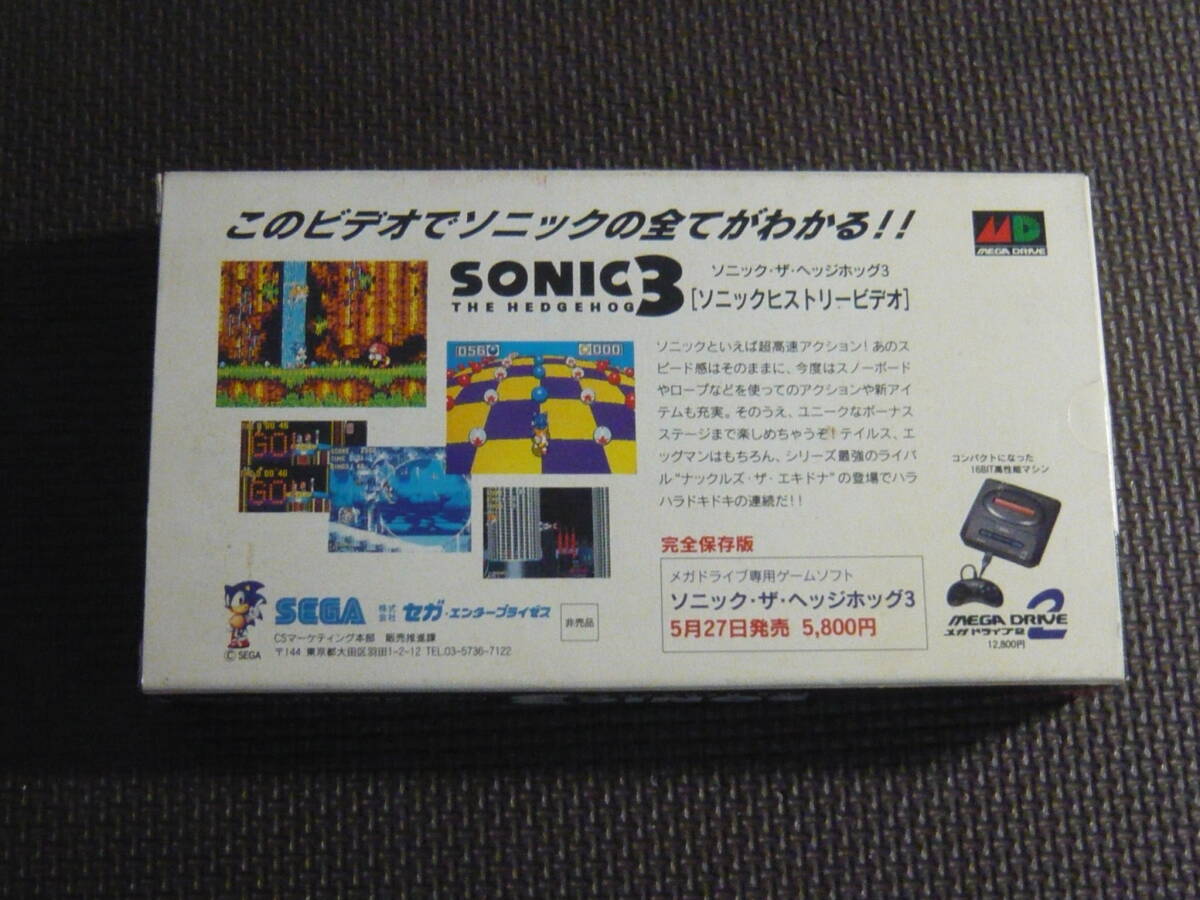 このビデオでソニックの全てがわかる!!
MEGA DRIVE
SONIC 3
THE HEDGEHOG
ソニック・ザ・ヘッジホッグ3
[ソニックヒストリービデオ]
ソニックといえば超高速アクション!あのス
ピード感はそのままに、今度はスノーボード
やロープなどを使ってのアクションや新アイ
テムも充実。そのうえ、ユニークなボーナス
ステージまで楽しめちゃうぞ!テイルス、エ
ッグマンはもちろん、シリーズ最強のライバ
ル“ナックルズ・ザ・エキドナ”の登場でハラ
ハラドキドキの連続だ!!
056
000
GO
GO
完全保存版
メガドライブ専用ゲームソフト
ソニック・ザ・ヘッジホッグ3
5月27日発売 5,800円
コンパクトになった
16BIT高性能マシン
MEGA DRIVE 2
メガドライブ2
12,800円
© SEGA
SEGA 株式会社 セガ・エンタープライゼス
CSマーケティング本部 販売推進課
〒144 東京都大田区羽田1-2-12 TEL.03-5736-7122
非売品